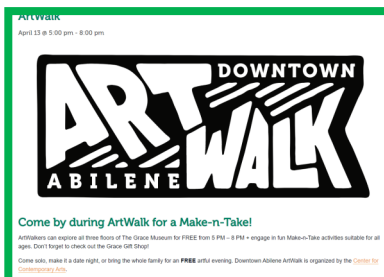 ArtWalk
April 13 @ 5:00 pm - 8:00 pm
ART
DOWNTOWN
ABILENE
WALK
Come by during ArtWalk for a Make-n-Take!
ArtWalkers can explore all three floors of The Grace Museum for FREE from 5 PM – 8 PM + engage in fun Make-n-Take activities suitable for all
ages. Don't forget to check out the Grace Gift Shop!
Come solo, make it a date night, or bring the whole family for an FREE artful evening. Downtown Abilene ArtWalk is organized by the Center for
Contemporary Arts.